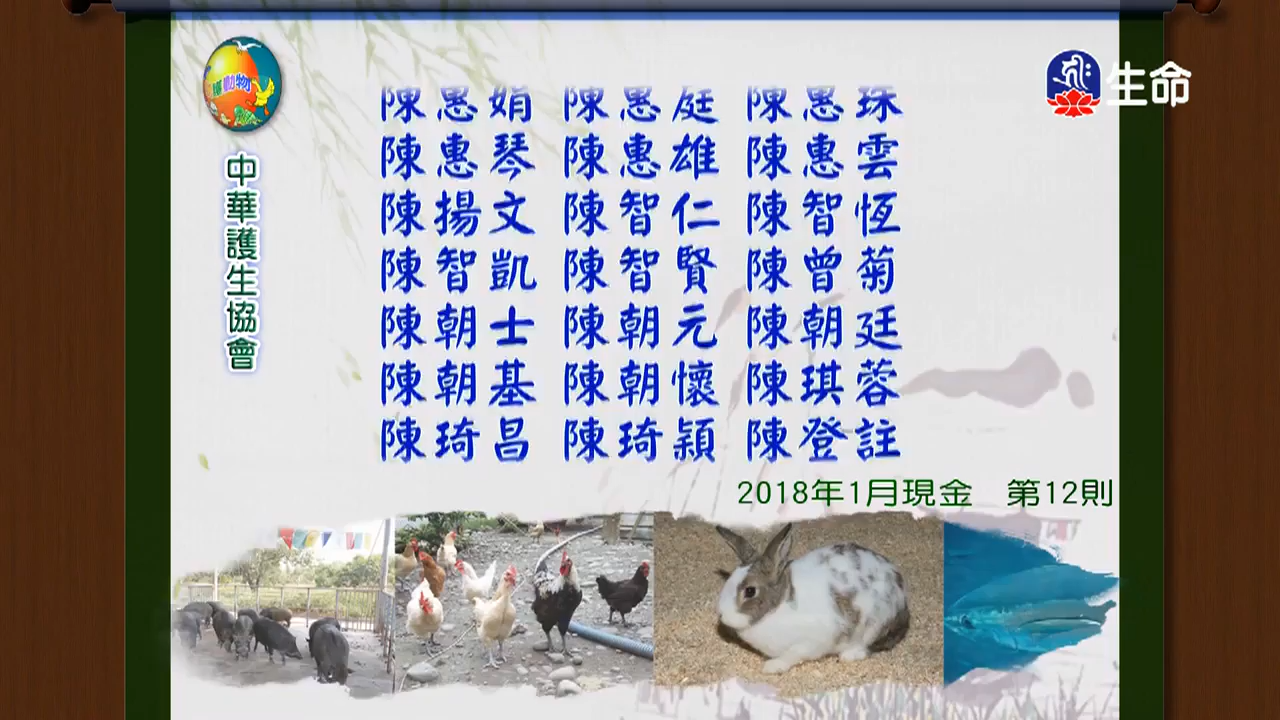 護動物
生命
中華護生協會
陳惠娟 陳惠庭 陳惠珠
陳惠琴 陳惠雄 陳惠雲
陳揚文 陳智仁 陳智恆
陳智凱 陳智賢 陳曾菊
陳朝士 陳朝元 陳朝廷
陳朝基 陳朝懷 陳琪蓉
陳琦昌 陳琦穎 陳登註
2018年1月現金 第12則